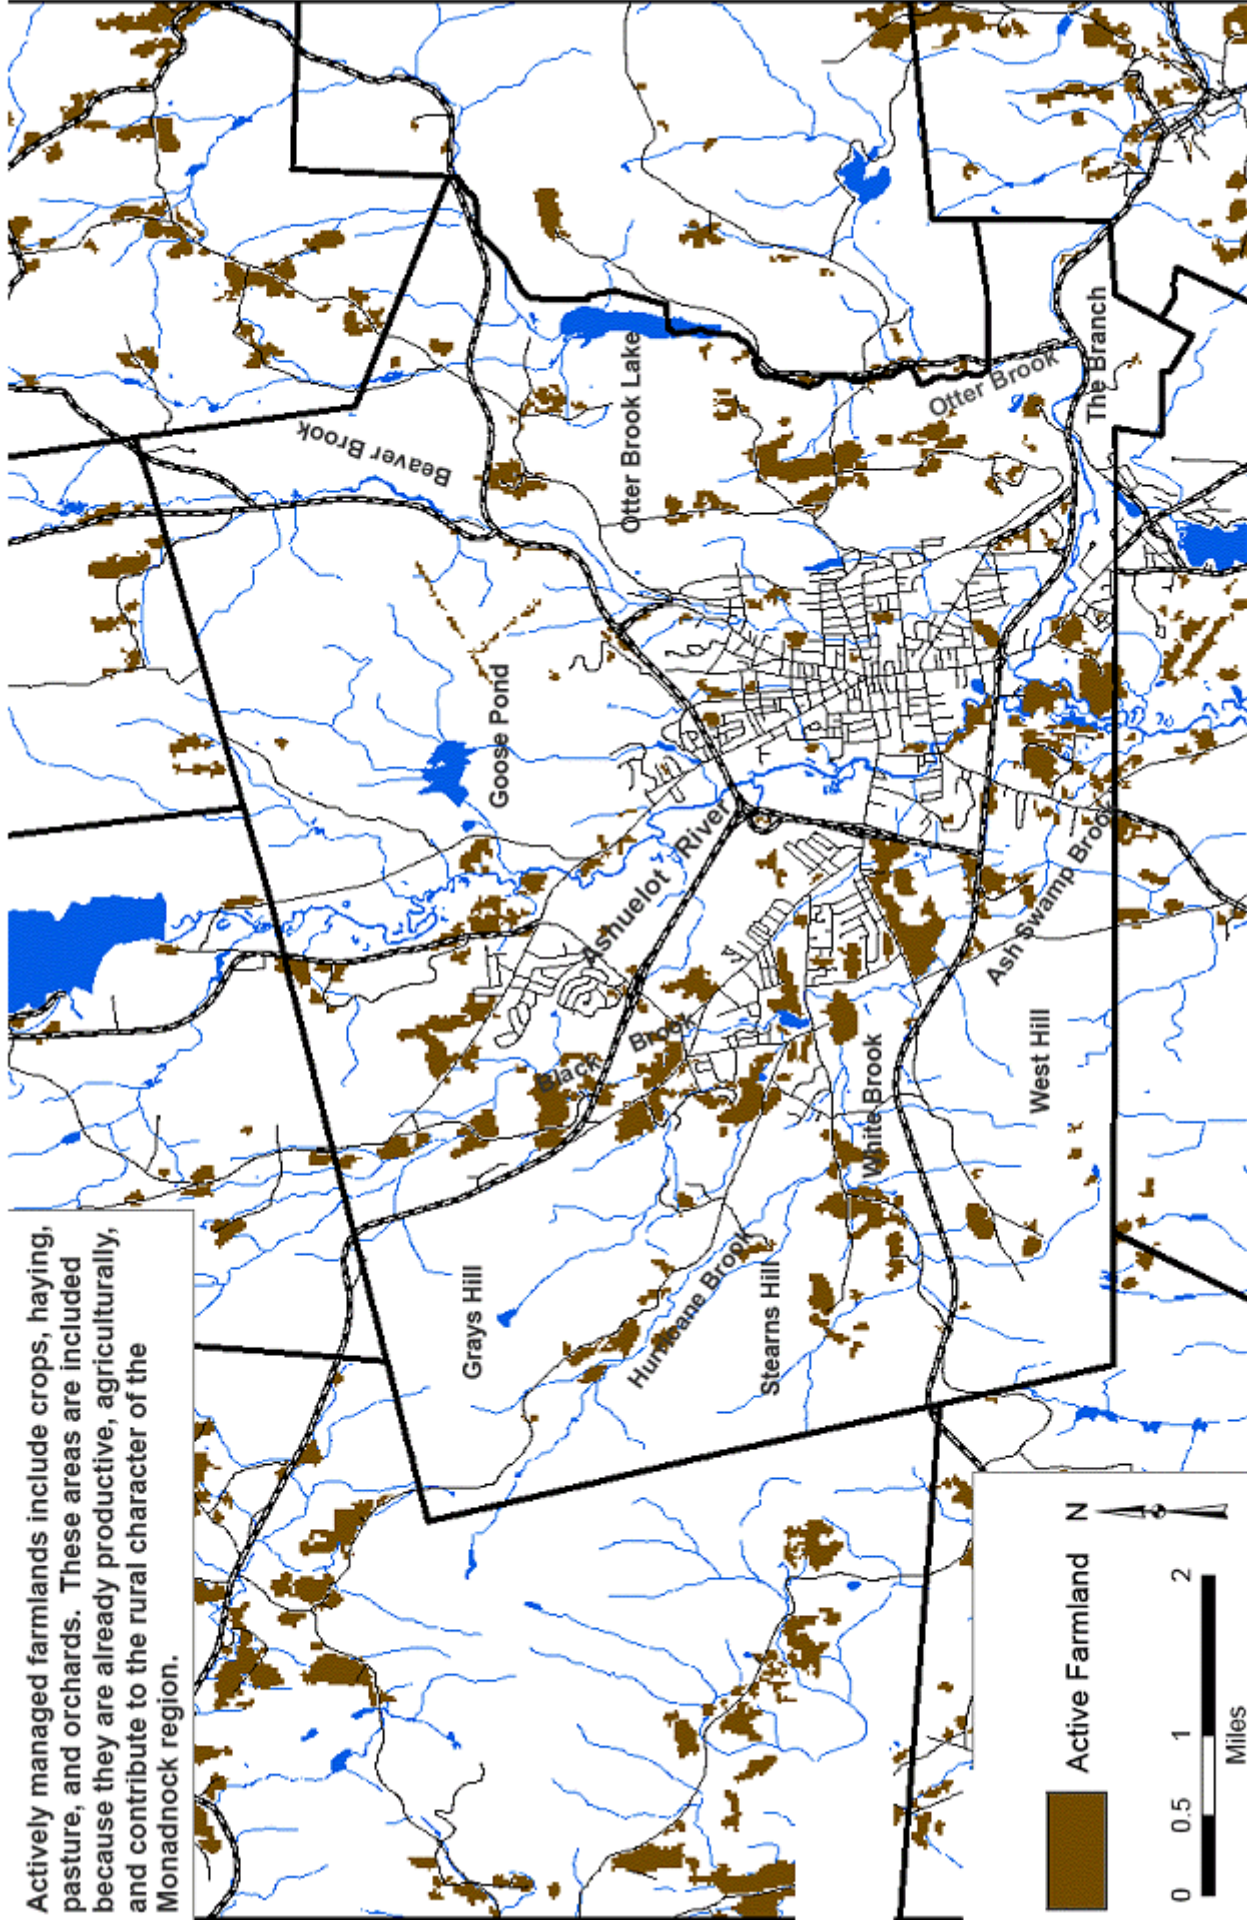 Actively managed farmlands include crops, haying,
pasture, and orchards. These areas are included
because they are already productive, agriculturally,
and contribute to the rural character of the
Monadnock region.
Beaver Brook
Goose Pond
Otter Brook Lake
Ashuelot River
Black Brook
Grays Hill
Hurricane Brook
Stearns Hill
White Brook
West Hill
Ash Swamp Brook
Otter Brook
The Branch
Active Farmland
N
0 0.5 1 2
Miles